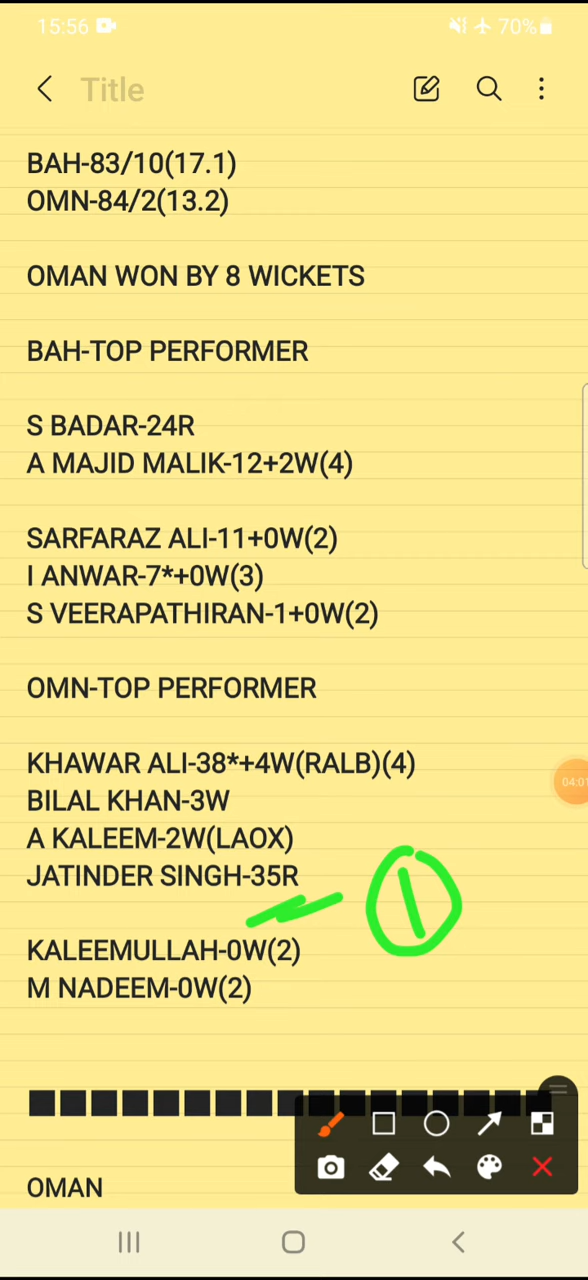 15:56 70%
Title
BAH-83/10(17.1)
OMN-84/2(13.2)
OMAN WON BY 8 WICKETS
BAH-TOP PERFORMER
S BADAR-24R
A MAJID MALIK-12+2W(4)
SARFARAZ ALI-11+0W(2)
I ANWAR-7*+0W(3)
S VEERAPATHIRAN-1+0W(2)
OMN-TOP PERFORMER
KHAWAR ALI-38*+4W(RALB)(4)
04:01
BILAL KHAN-3W
A KALEEM-2W(LAOX)
JATINDER SINGH-35R
1
KALEEMULLAH-0W(2)
M NADEEM-0W(2)
OMAN